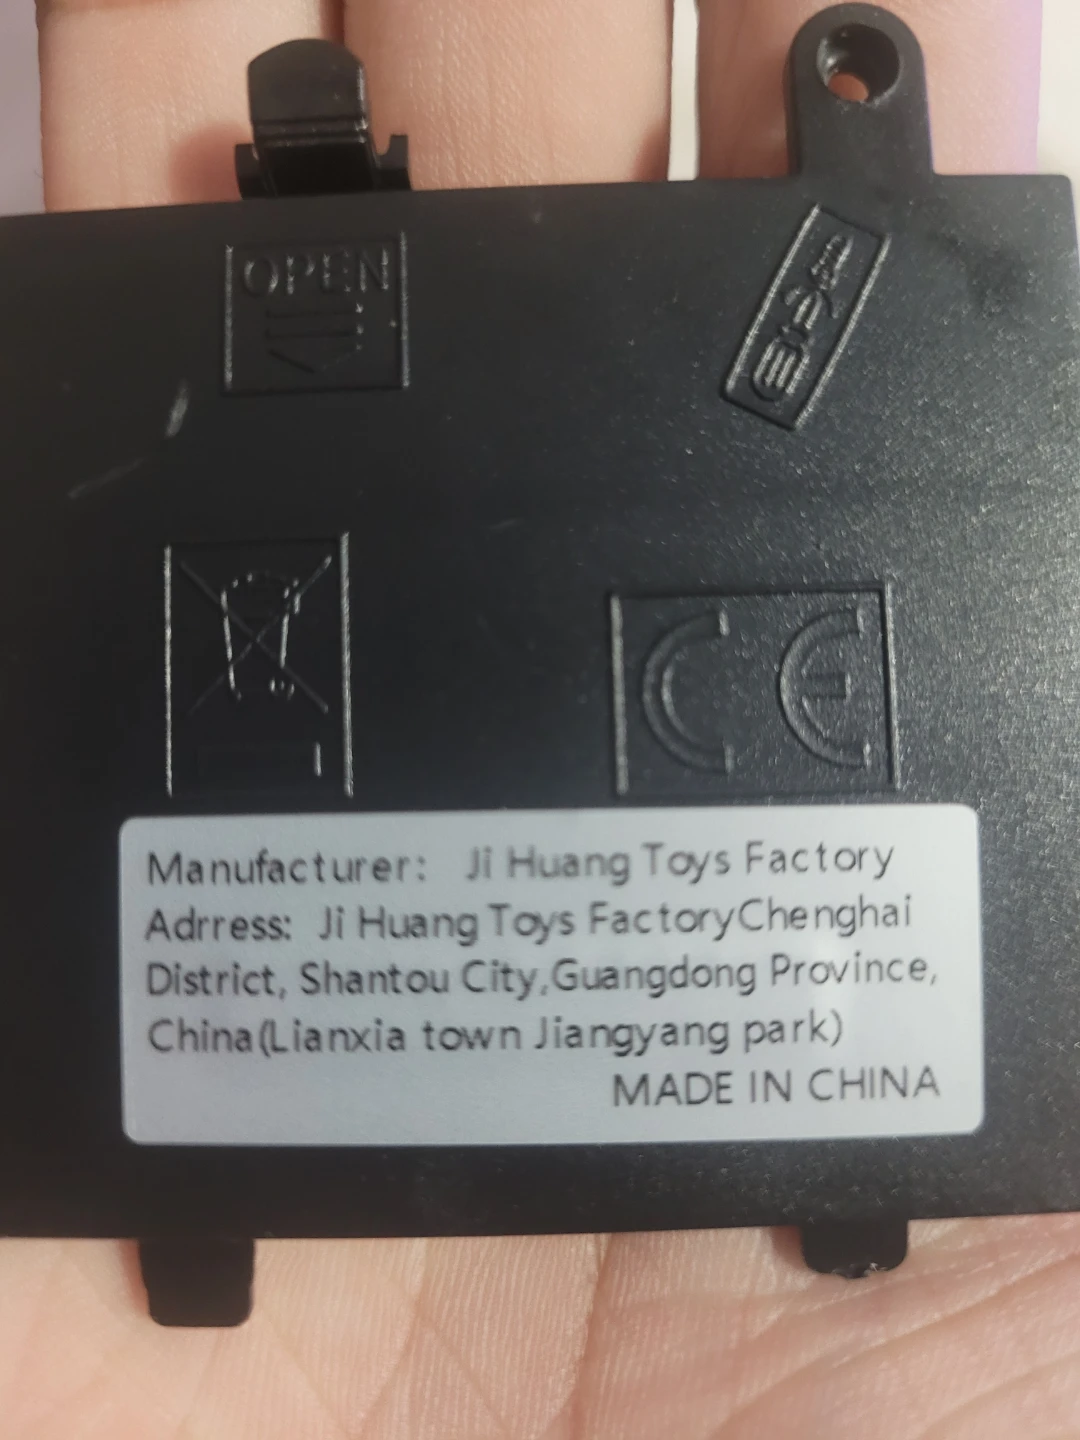 OPEN
CE
Manufacturer: Ji Huang Toys Factory
Adrress: Ji Huang Toys FactoryChenghai
District, Shantou City,Guangdong Province,
China(Lianxia town Jiangyang park)
MADE IN CHINA